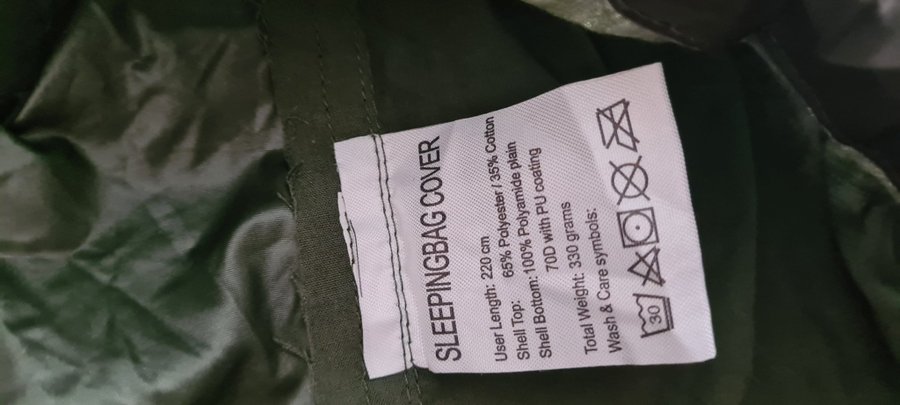 SLEEPINGBAG COVER
User Length: 220 cm
Shell Top: 65% Polyester / 35% Cotton
Shell Bottom: 100% Polyamide plain
70D with PU coating
Total Weight: 330 grams
Wash & Care symbols:
30